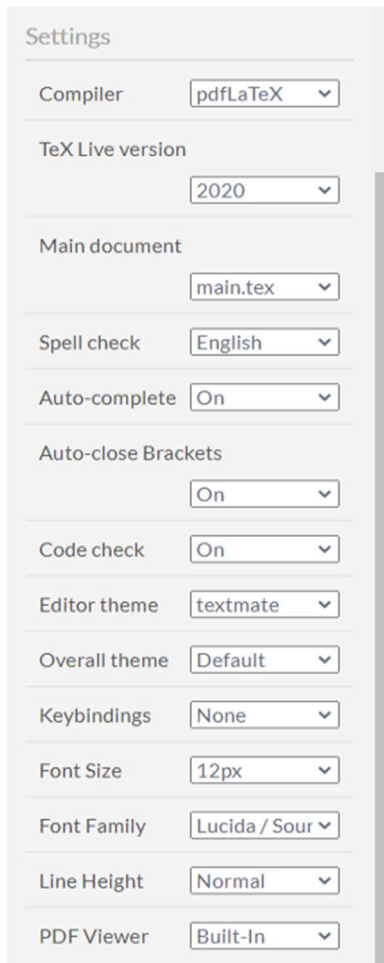 Settings
Compiler pdfLaTeX
TeX Live version
2020
Main document
main.tex
Spell check English
Auto-complete On
Auto-close Brackets
On
Code check On
Editor theme textmate
Overall theme Default
Keybindings None
Font Size 12px
Font Family Lucida / Sour
Line Height Normal
PDF Viewer Built-In